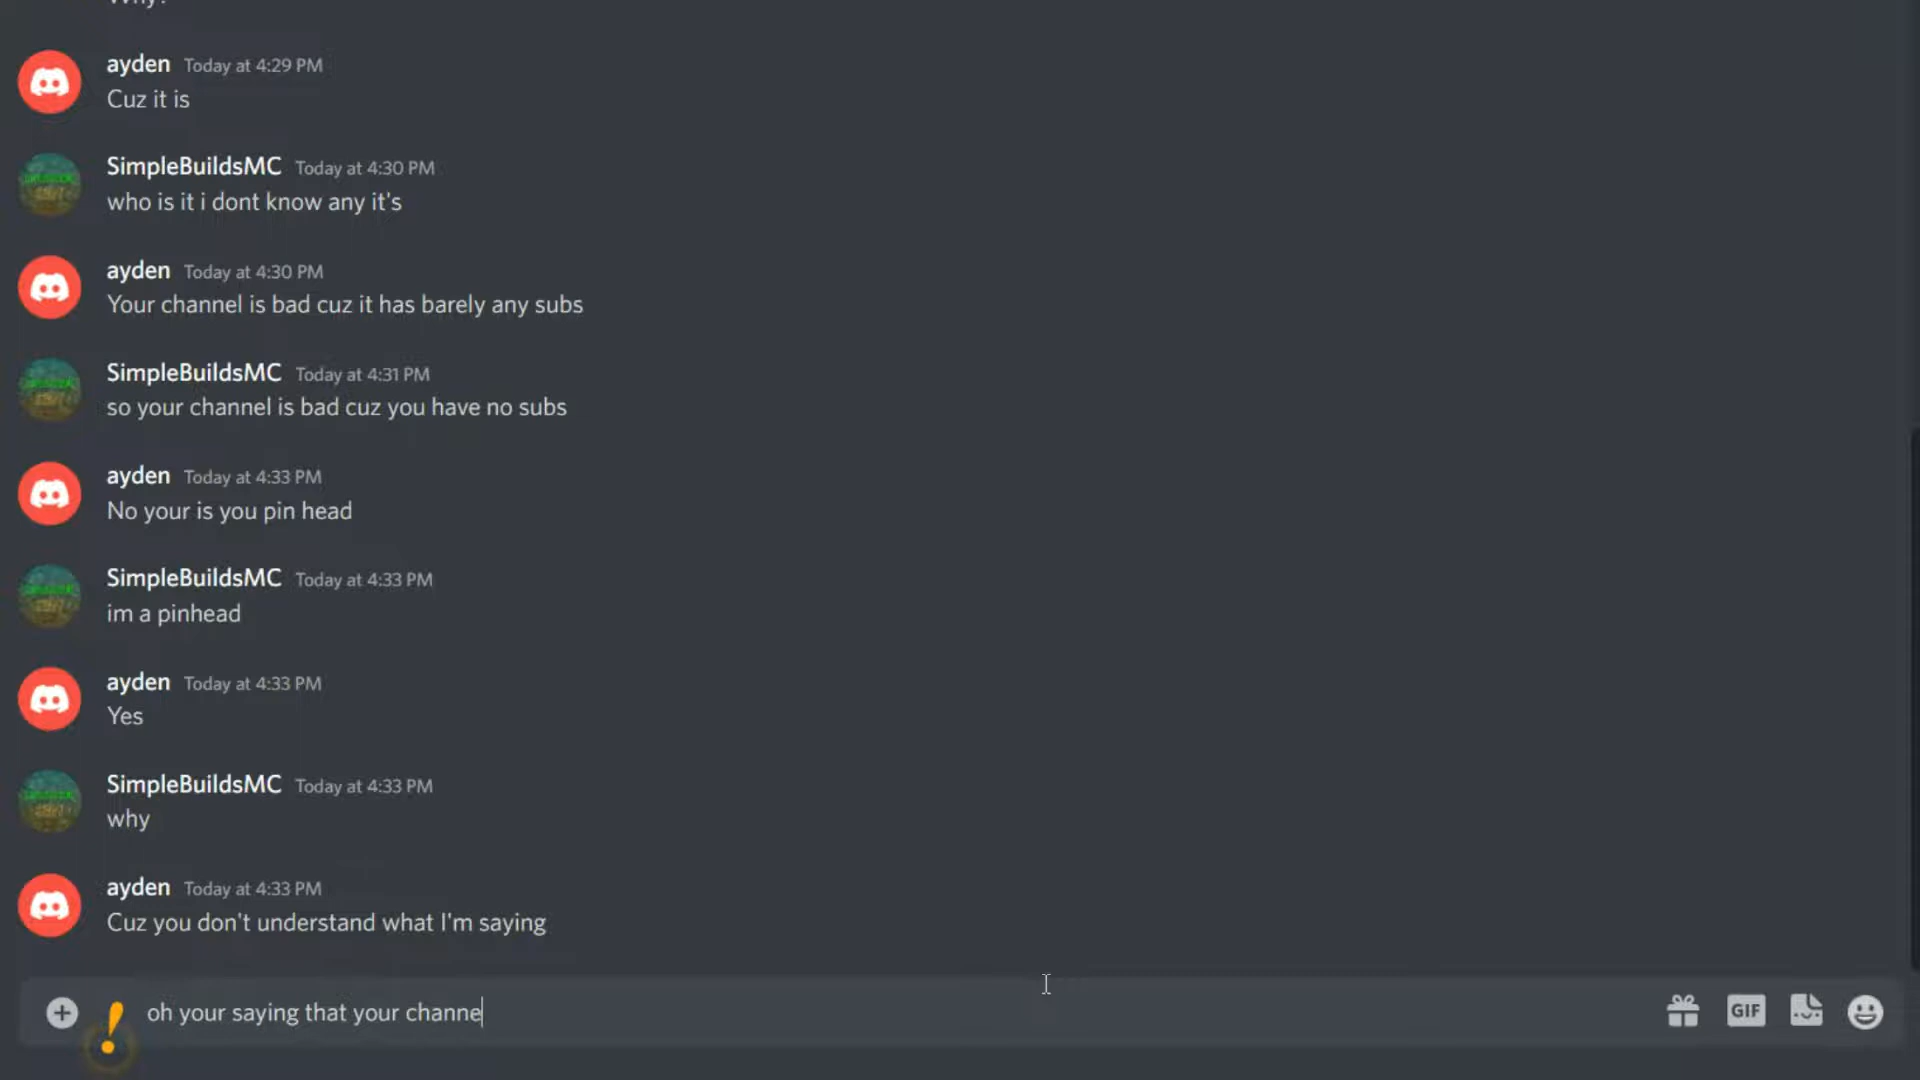 Why?
ayden Today at 4:29 PM
Cuz it is
SimpleBuildsMC Today at 4:30 PM
who is it i dont know any it's
ayden Today at 4:30 PM
Your channel is bad cuz it has barely any subs
SimpleBuildsMC Today at 4:31 PM
so your channel is bad cuz you have no subs
ayden Today at 4:33 PM
No your is you pin head
SimpleBuildsMC Today at 4:33 PM
im a pinhead
ayden Today at 4:33 PM
Yes
SimpleBuildsMC Today at 4:33 PM
why
ayden Today at 4:33 PM
Cuz you don't understand what I'm saying
oh your saying that your channe
GIF